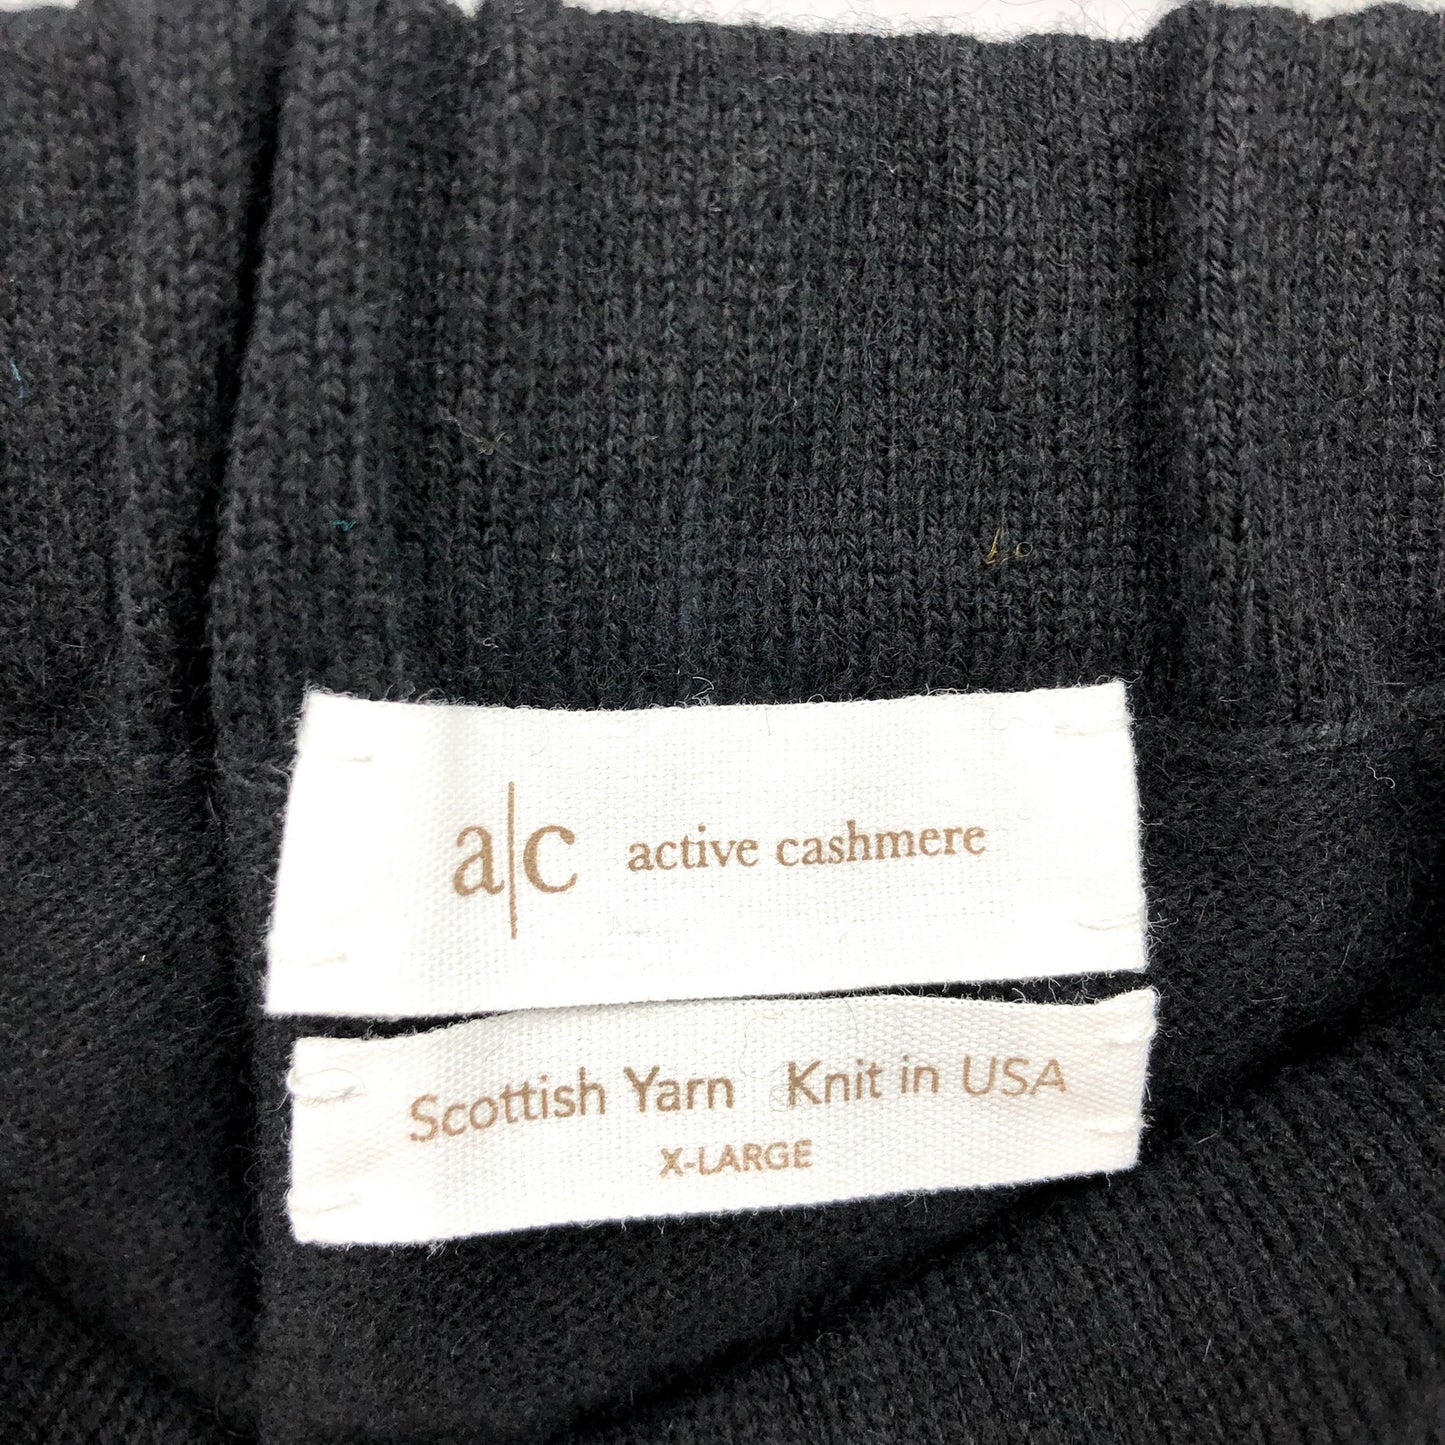 a|c active cashmere
Scottish Yarn Knit in USA
X-LARGE